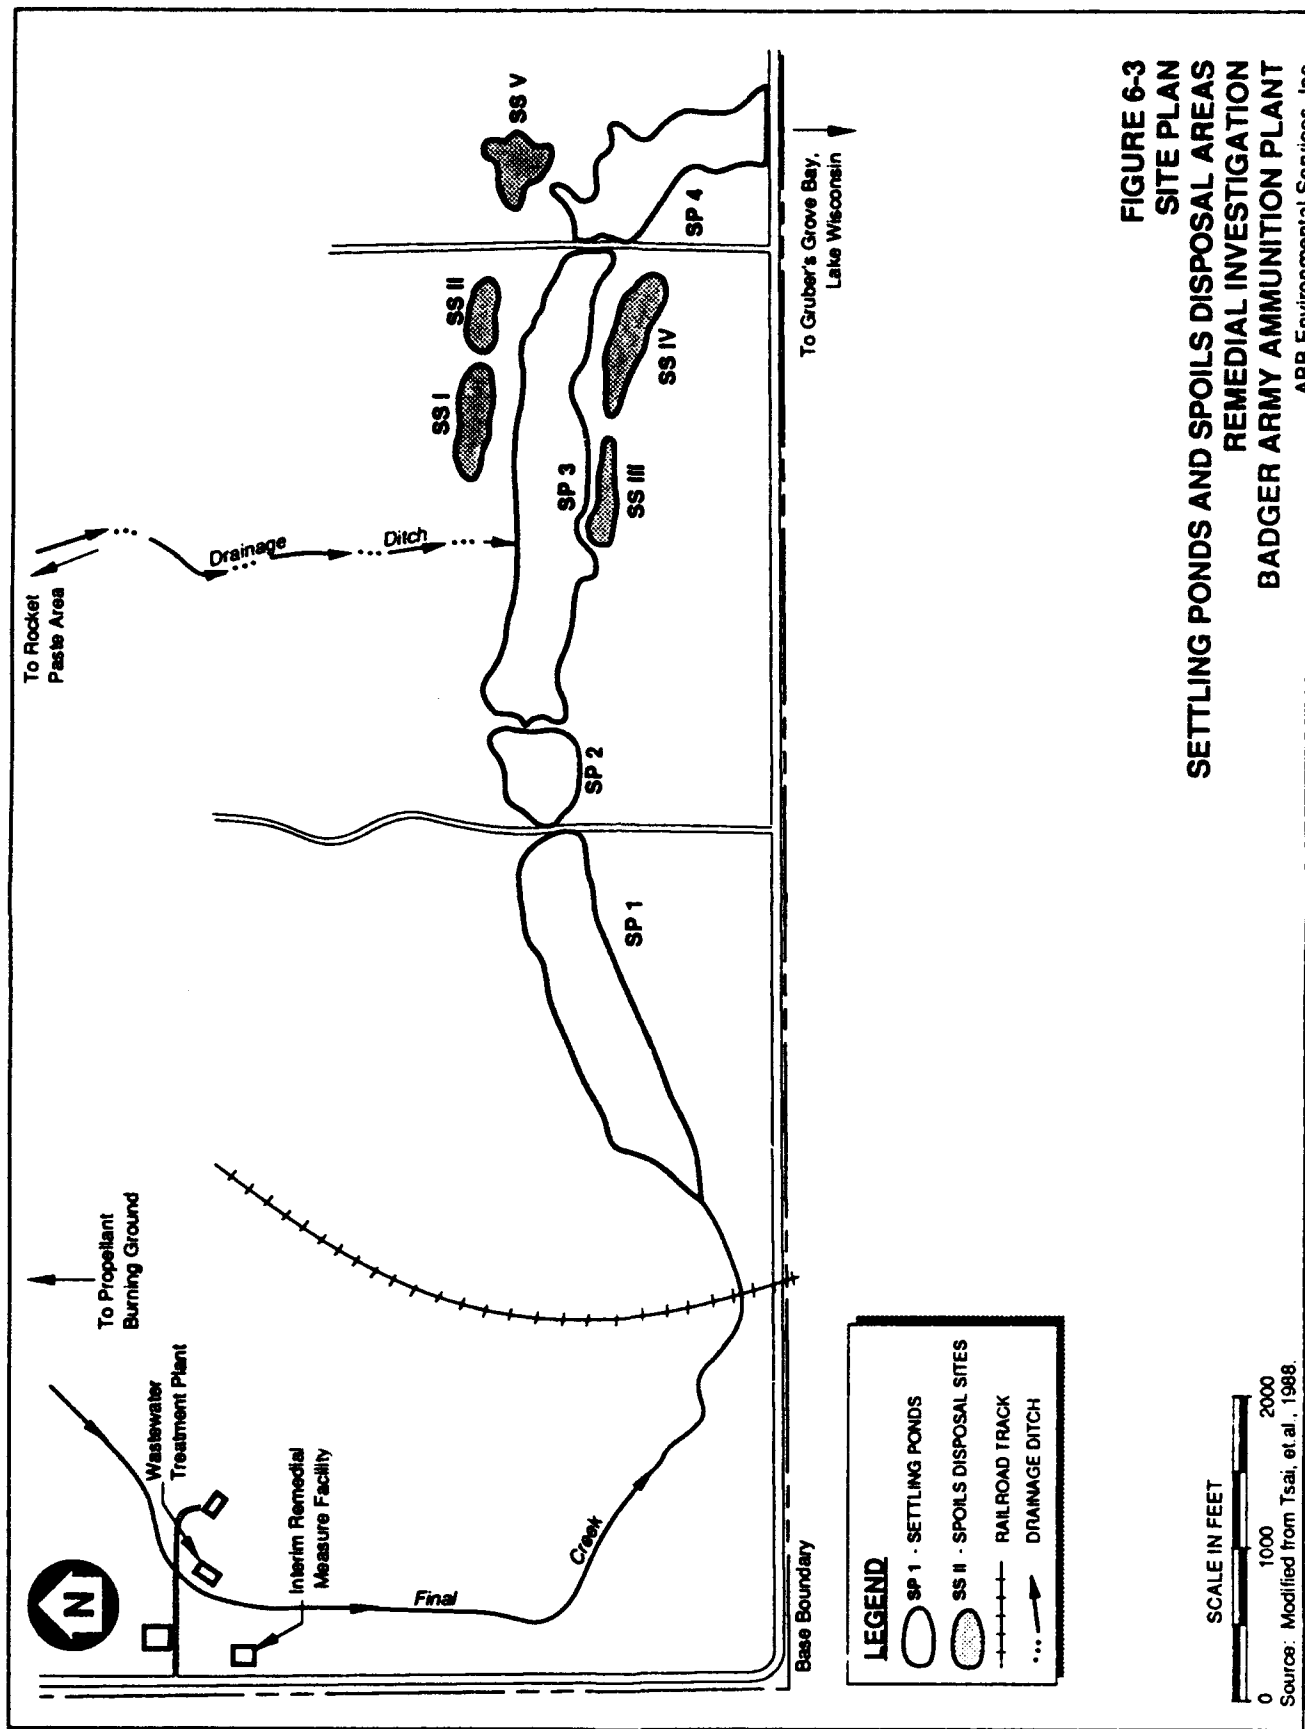 To Rocket
Paste Area
To Propellant
Burning Ground
Wastewater
Treatment Plant
N
Interim Remedial
Measure Facility
Drainage
Ditch
Final
Creek
SS I
SS II
SS V
SP 1
SP 2
SP 3
SP 4
SS III
SS IV
Base Boundary
To Gruber's Grove Bay,
Lake Wisconsin
LEGEND
SP 1 - SETTLING PONDS
SS II - SPOILS DISPOSAL SITES
RAILROAD TRACK
DRAINAGE DITCH
SCALE IN FEET
0 1000 2000
Source: Modified from Tsai, et.al., 1988.
FIGURE 6-3
SITE PLAN
SETTLING PONDS AND SPOILS DISPOSAL AREAS
REMEDIAL INVESTIGATION
BADGER ARMY AMMUNITION PLANT